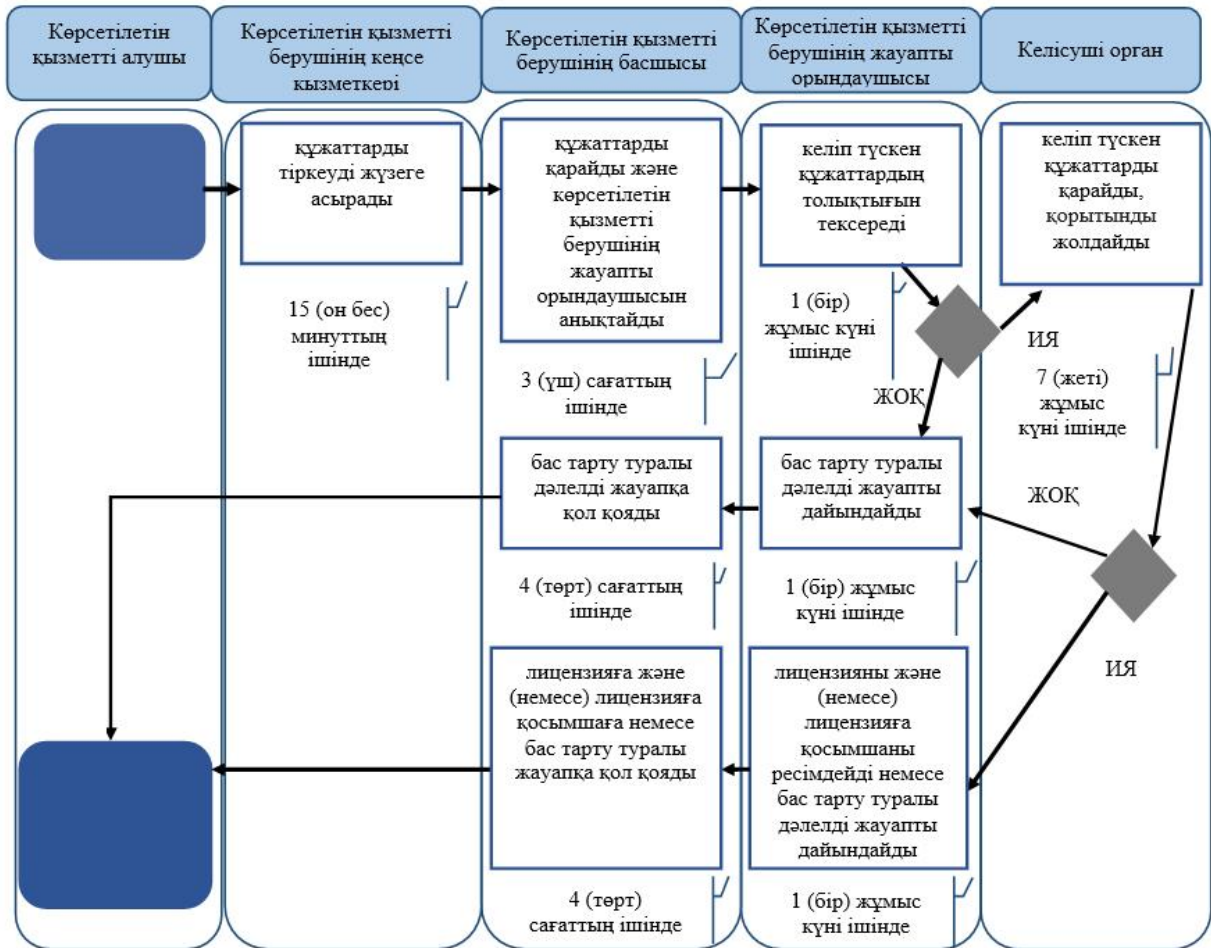 Көрсетілетін
қызметті алушы
Көрсетілетін қызметті
берушінің кеңсе
қызметкері
Көрсетілетін қызметті
берушінің басшысы
Көрсетілетін қызметті
берушінің жауапты
орындаушысы
Келісуші орган
құжаттарды
тіркеуді жүзеге
асырады
15 (он бес)
минуттың
ішінде
құжаттарды
қарайды және
көрсетілетін
қызметті
берушінің
жауапты
орындаушысын
анықтайды
3 (үш) сағаттың
ішінде
келіп түскен
құжаттардың
толықтығын
тексереді
1 (бір)
жұмыс күні
ішінде
ИЯ
ЖОҚ
келіп түскен
құжаттарды
қарайды,
қорытынды
жолдайды
7 (жеті)
жұмыс
күні ішінде
бас тарту туралы
дәлелді жауапқа
қол қояды
4 (төрт) сағаттың
ішінде
бас тарту туралы
дәлелді жауапты
дайындайды
1 (бір) жұмыс
күні ішінде
ЖОҚ
ИЯ
лицензияға және
(немесе) лицензияға
қосымшаға немесе
бас тарту туралы
жауапқа қол қояды
4 (төрт)
сағаттың ішінде
лицензияны және
(немесе)
лицензияға
қосымшаны
ресімдейді немесе
бас тарту туралы
дәлелді жауапты
дайындайды
1 (бір) жұмыс
күні ішінде